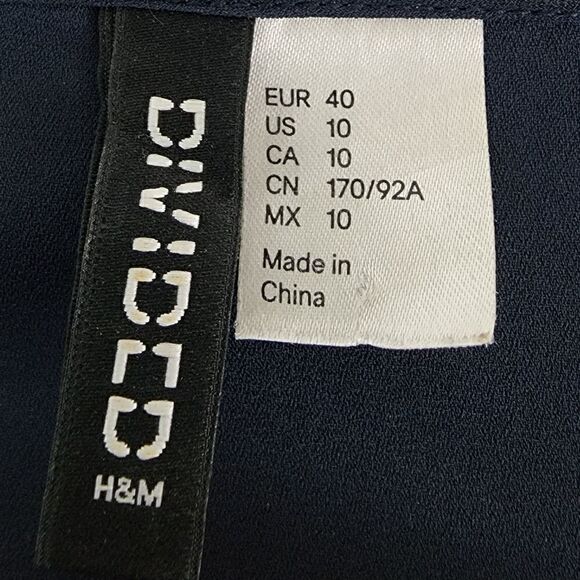 DIVIDED
H&M
EUR 40
US 10
CA 10
CN 170/92A
MX 10
Made in
China